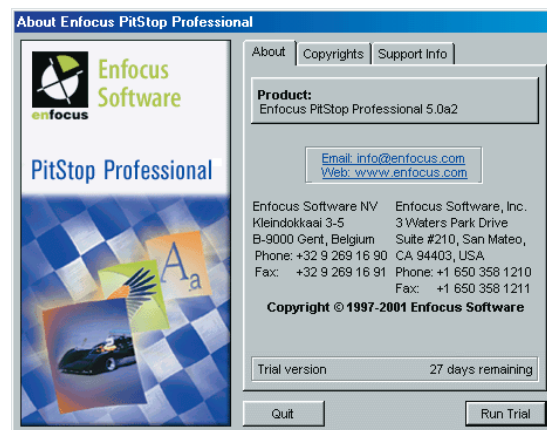 About Enfocus PitStop Professional
Enfocus
Software
enfocus
PitStop Professional
Aa
About
Copyrights
Support Info
Product:
Enfocus PitStop Professional 5.0a2
Email: info@enfocus.com
Web: www.enfocus.com
Enfocus Software NV
Kleindokkaai 3-5
B-9000 Gent, Belgium
Phone: +32 9 269 16 90
Fax: +32 9 269 16 91
Enfocus Software, Inc.
3 Waters Park Drive
Suite #210, San Mateo,
CA 94403, USA
Phone: +1 650 358 1210
Fax: +1 650 358 1211
Copyright © 1997-2001 Enfocus Software
Trial version
27 days remaining
Quit
Run Trial